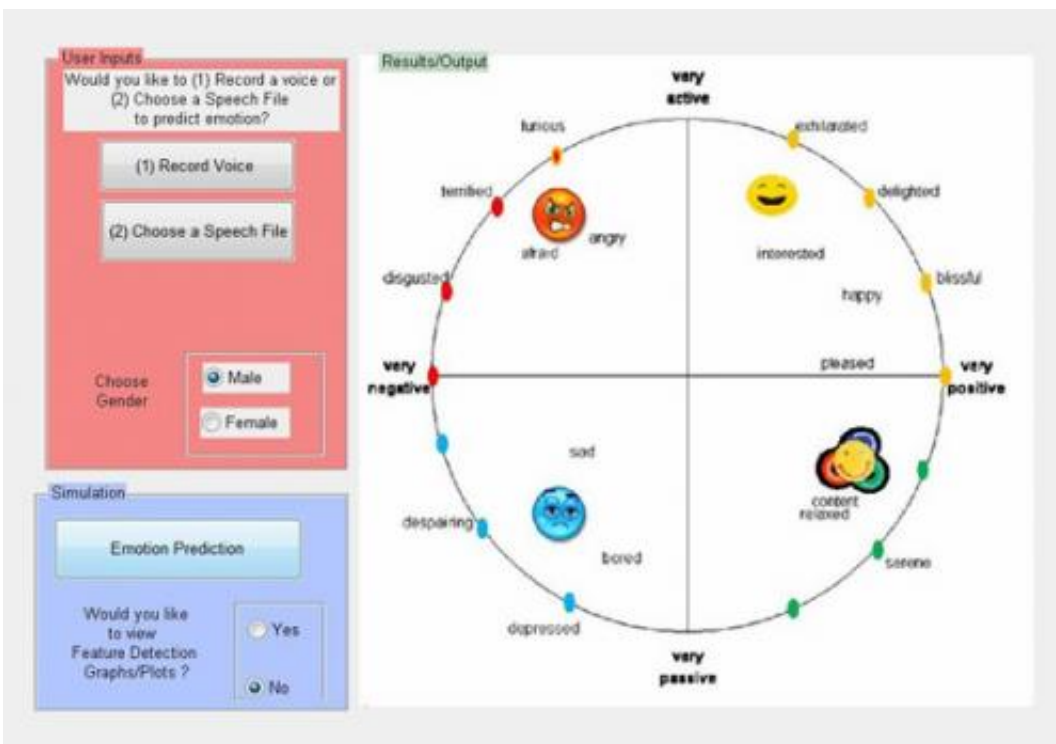 User Inputs
Would you like to (1) Record a voice or
(2) Choose a Speech File
to predict emotion?
(1) Record Voice
(2) Choose a Speech File
Choose
Gender
Male
Female
Simulation
Emotion Prediction
Would you like
to view
Feature Detection
Graphs/Plots ?
Yes
No
Results/Output
very
active
furious
exhilarated
terrified
delighted
angry
afraid
interested
disgusted
blissful
happy
very
negative
pleased
very
positive
sad
content
relaxed
despairing
bored
serene
depressed
very
passive